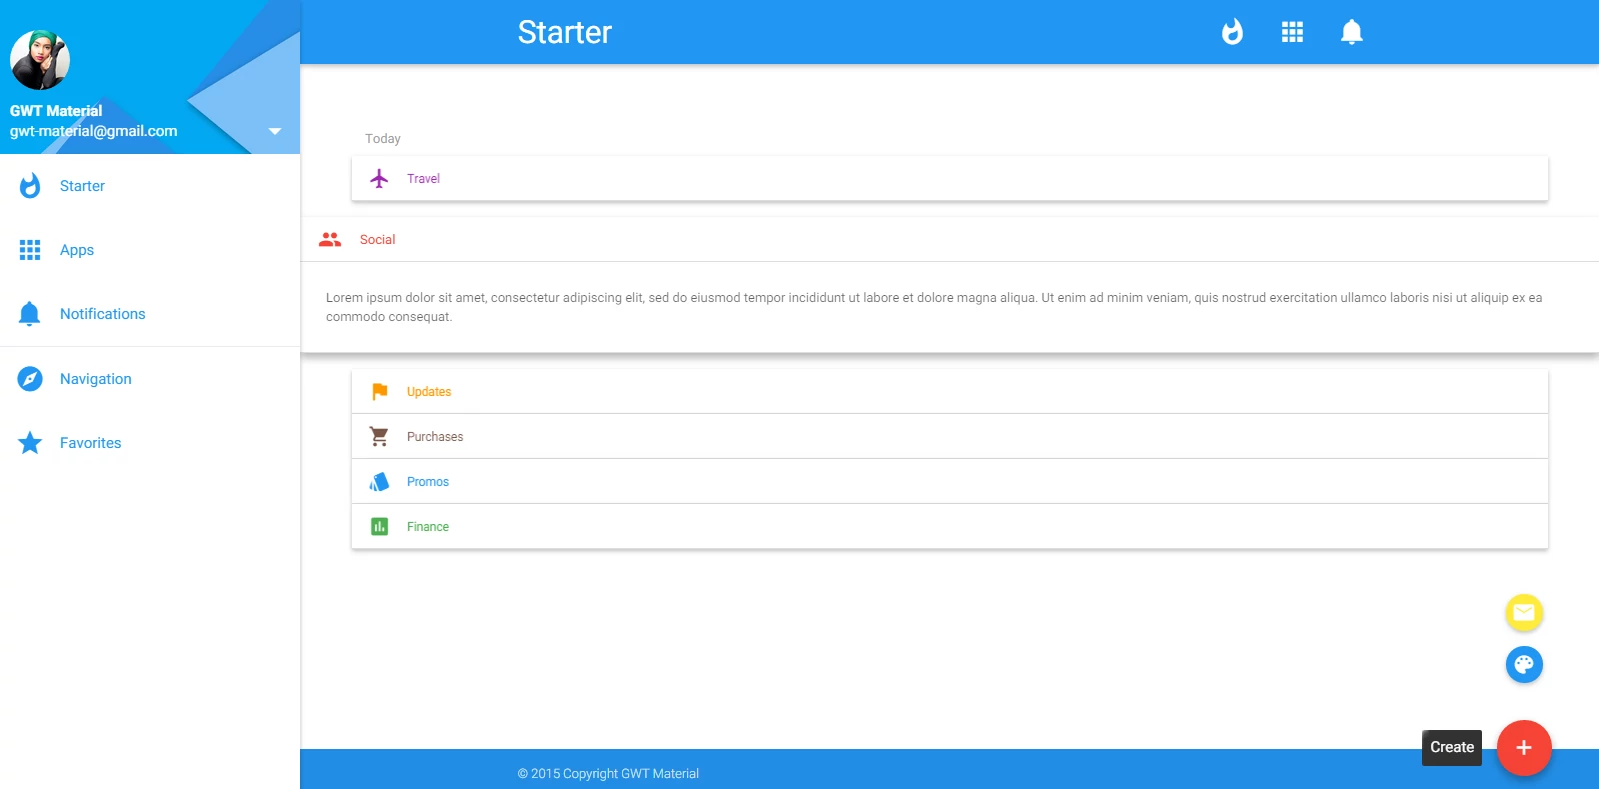 GWT Material
gwt-material@gmail.com
Starter
Apps
Notifications
Navigation
Favorites
Starter
Today
Travel
Social
Lorem ipsum dolor sit amet, consectetur adipiscing elit, sed do eiusmod tempor incididunt ut labore et dolore magna aliqua. Ut enim ad minim veniam, quis nostrud exercitation ullamco laboris nisi ut aliquip ex ea
commodo consequat.
Updates
Purchases
Promos
Finance
Create
© 2015 Copyright GWT Material